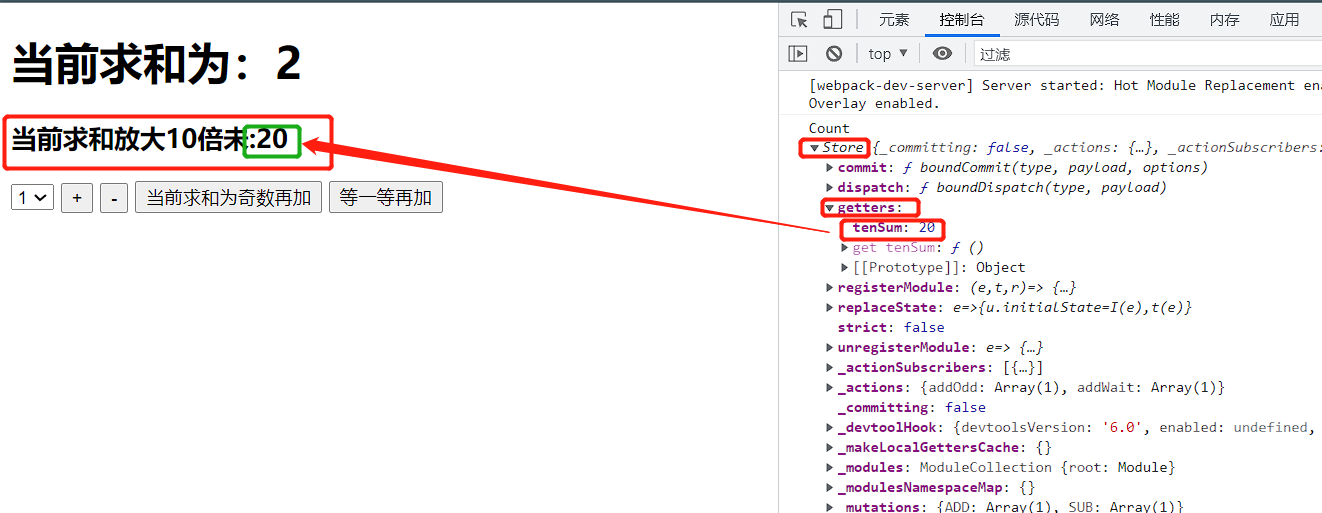 当前求和为：2
当前求和放大10倍未:20
1 + - 当前求和为奇数再加 等一等再加
元素 控制台 源代码 网络 性能 内存 应用
top 过滤
[webpack-dev-server] Server started: Hot Module Replacement ena
Overlay enabled.
Count
Store {_committing: false, _actions: {…}, _actionSubscribers:
commit: ƒ boundCommit(type, payload, options)
dispatch: ƒ boundDispatch(type, payload)
getters:
tenSum: 20
get tenSum: ƒ ()
[[Prototype]]: Object
registerModule: (e,t,r)=> {…}
replaceState: e=>{u.initialState=I(e),t(e)}
strict: false
unregisterModule: e=> {…}
_actionSubscribers: [{…}]
_actions: {addOdd: Array(1), addWait: Array(1)}
_committing: false
_devtoolHook: {devtoolsVersion: '6.0', enabled: undefined,
_makeLocalGettersCache: {}
_modules: ModuleCollection {root: Module}
_modulesNamespaceMap: {}
_mutations: {ADD: Array(1), SUB: Array(1)}